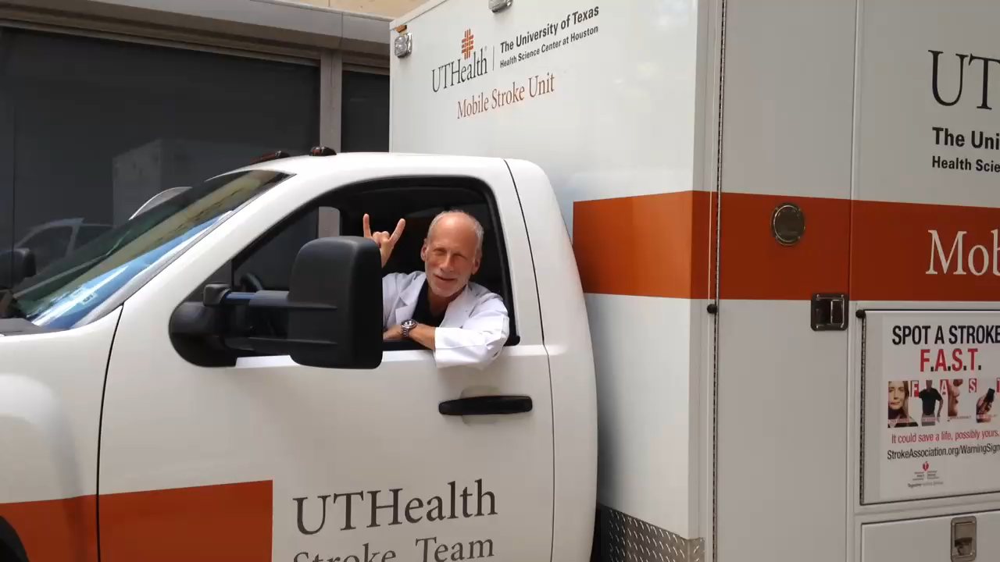 UTHealth
The University of Texas
Health Science Center at Houston
Mobile Stroke Unit
UT
The Uni
Health Scie
Mob
SPOT A STROKE
F.A.S.T.
F A S T
It could save a life, possibly yours.
StrokeAssociation.org/WarningSign
UTHealth
Stroke Team